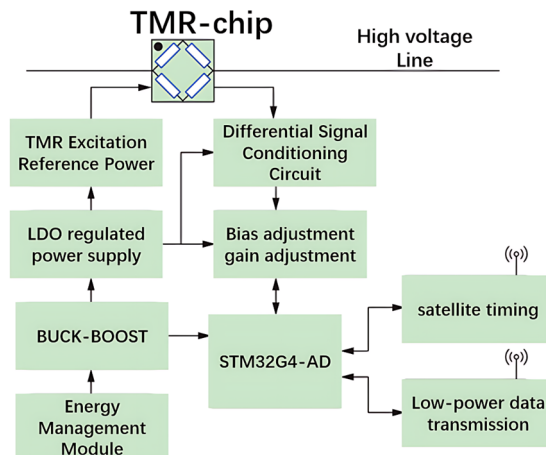 TMR-chip
High voltage
Line
TMR Excitation
Reference Power
Differential Signal
Conditioning
Circuit
LDO regulated
power supply
Bias adjustment
gain adjustment
BUCK-BOOST
STM32G4-AD
satellite timing
Energy
Management
Module
Low-power data
transmission